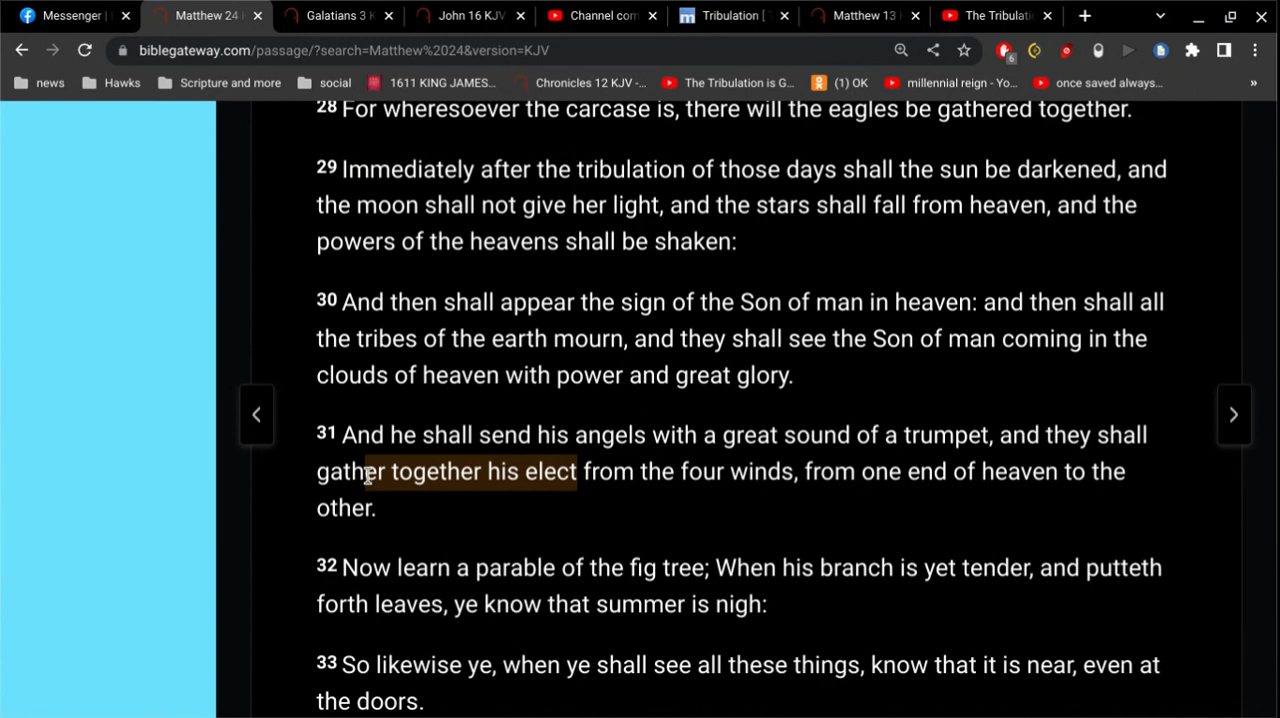 Messenger |
Matthew 24
Galatians 3 K
John 16 KJV
Channel com
Tribulation [ T
Matthew 13
The Tribulati
biblegateway.com/passage/?search=Matthew%2024&version=KJV
6
news
Hawks
Scripture and more
social
1611 KING JAMES...
Chronicles 12 KJV -...
The Tribulation is G...
(1) OK
millennial reign - Yo...
once saved always...
»
28 For wheresoever the carcase is, there will the eagles be gathered together.
29 Immediately after the tribulation of those days shall the sun be darkened, and
the moon shall not give her light, and the stars shall fall from heaven, and the
powers of the heavens shall be shaken:
30 And then shall appear the sign of the Son of man in heaven: and then shall all
the tribes of the earth mourn, and they shall see the Son of man coming in the
clouds of heaven with power and great glory.
31 And he shall send his angels with a great sound of a trumpet, and they shall
gather together his elect from the four winds, from one end of heaven to the
other.
32 Now learn a parable of the fig tree; When his branch is yet tender, and putteth
forth leaves, ye know that summer is nigh:
33 So likewise ye, when ye shall see all these things, know that it is near, even at
the doors.